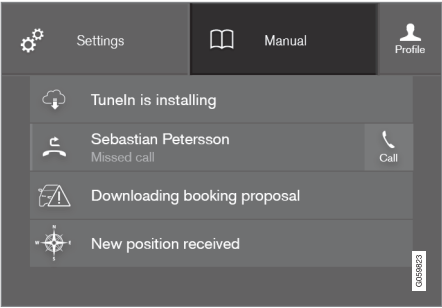 Settings
Manual
Profile
TuneIn is installing
Sebastian Petersson
Missed call
Call
Downloading booking proposal
N
W
E
S
New position received
G059823